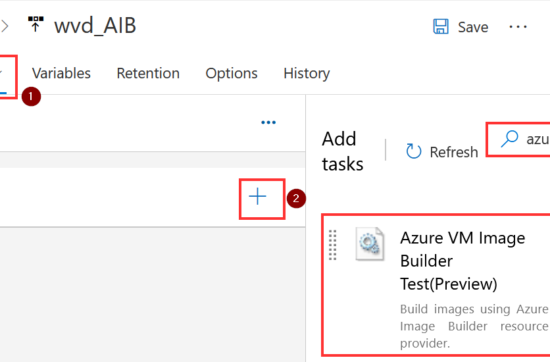 wvd_AIB
Save
Variables Retention Options History
1
Add
tasks
Refresh
azu
2
Azure VM Image
Builder
Test(Preview)
Build images using Azure
Image Builder resource
provider.